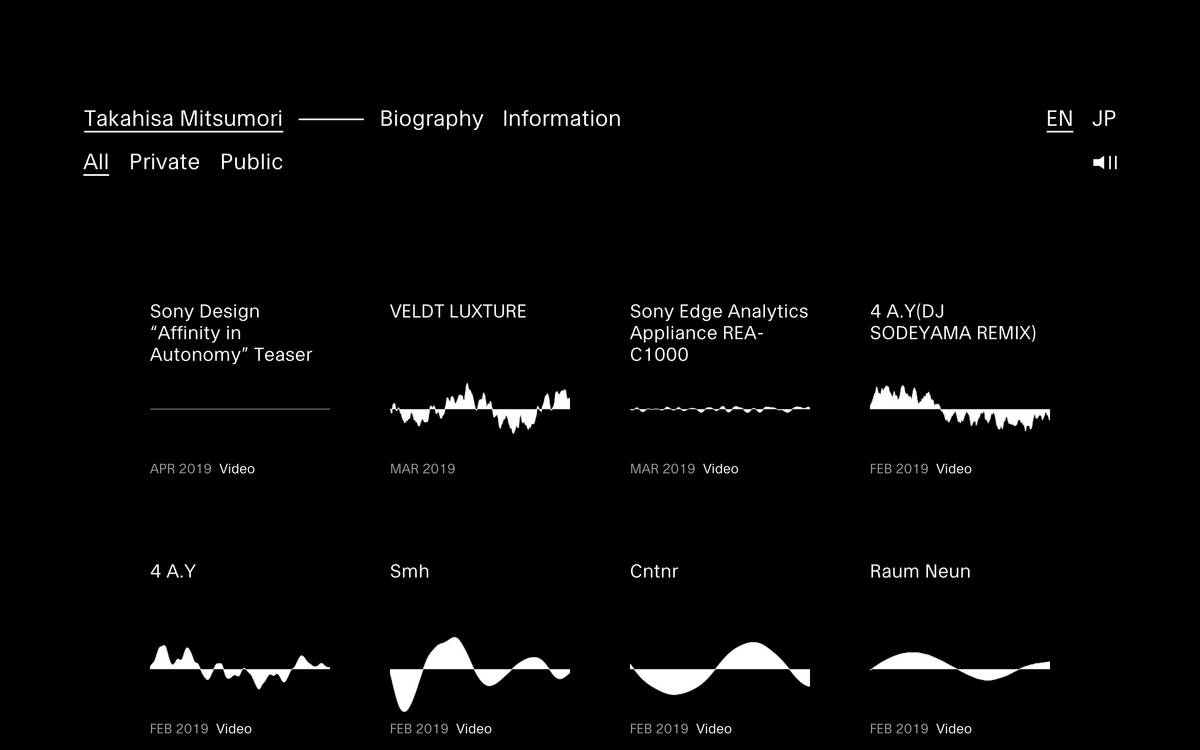 Takahisa Mitsumori Biography Information EN JP
All Private Public
Sony Design
“Affinity in
Autonomy” Teaser
APR 2019 Video
VELDT LUXTURE
MAR 2019
Sony Edge Analytics
Appliance REA-
C1000
MAR 2019 Video
4 A.Y(DJ
SODEYAMA REMIX)
FEB 2019 Video
4 A.Y
FEB 2019 Video
Smh
FEB 2019 Video
Cntnr
FEB 2019 Video
Raum Neun
FEB 2019 Video